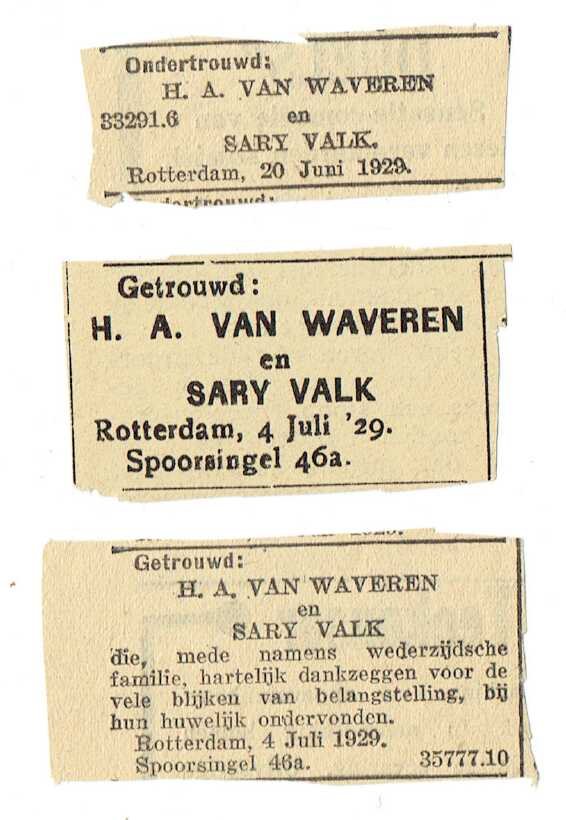 Ondertrouwd:
H. A. VAN WAVEREN
33291.6 en
SARY VALK.
Rotterdam, 20 Juni 1929.
Getrouwd:
H. A. VAN WAVEREN
en
SARY VALK
Rotterdam, 4 Juli '29.
Spoorsingel 46a.
Getrouwd:
H. A. VAN WAVEREN
en
SARY VALK
die, mede namens wederzijdsche
familie, hartelijk dankzeggen voor de
vele blijken van belangstelling, bij
hun huwelijk ondervonden.
Rotterdam, 4 Juli 1929.
Spoorsingel 46a. 35777.10